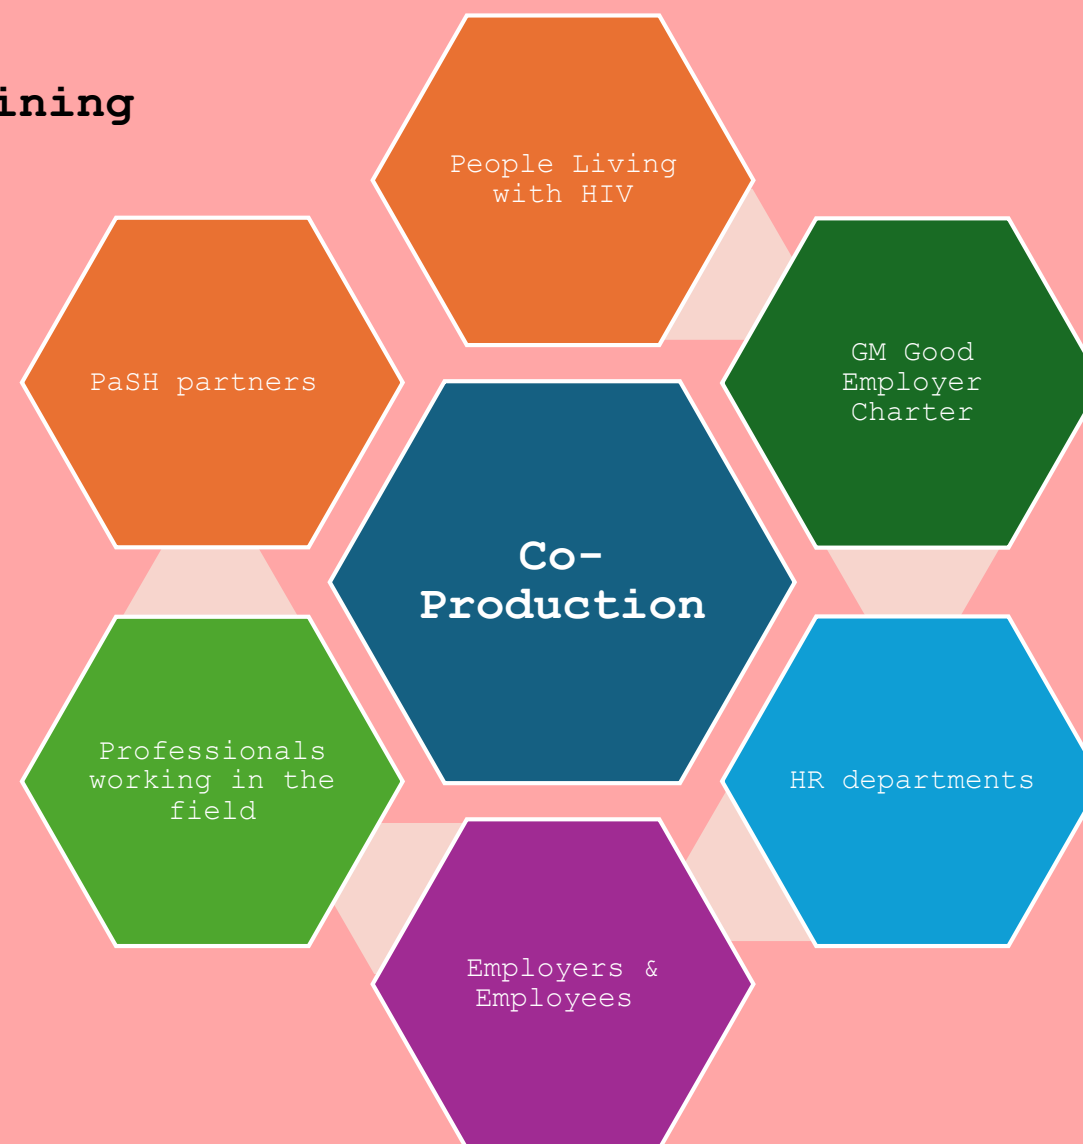 ining
People Living
with HIV
PaSH partners
GM Good
Employer
Charter
Co-
Production
Professionals
working in the
field
HR departments
Employers &
Employees